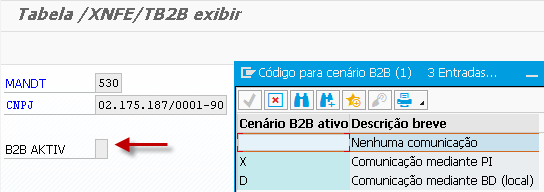 Tabela /XNFE/TB2B exibir
MANDT 530
CNPJ 02.175.187/0001-90
B2B AKTIV
Código para cenário B2B (1) 3 Entradas...
Cenário B2B ativo Descrição breve
Nenhuma comunicação
X Comunicação mediante PI
D Comunicação mediante BD (local)